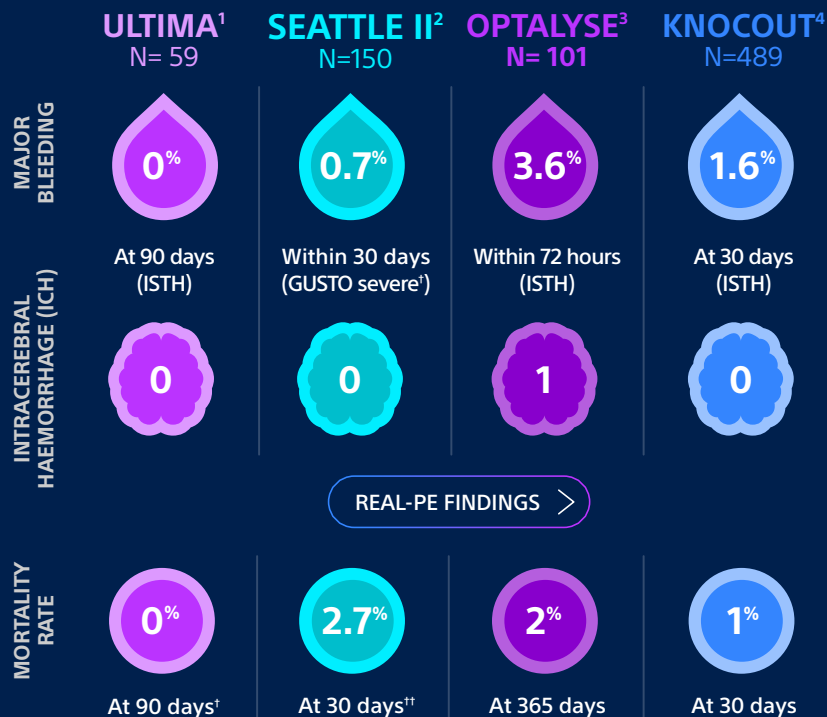 ULTIMA¹ SEATTLE II² OPTALYSE³ KNOCOUT⁴
N= 59 N=150 N= 101 N=489
MAJOR
BLEEDING
0% 0.7% 3.6% 1.6%
At 90 days Within 30 days Within 72 hours At 30 days
(ISTH) (GUSTO severe†) (ISTH) (ISTH)
INTRACEREBRAL
HAEMORRHAGE (ICH)
0 0 1 0
REAL-PE FINDINGS
MORTALITY
RATE
0% 2.7% 2% 1%
At 90 days† At 30 days†† At 365 days At 30 days